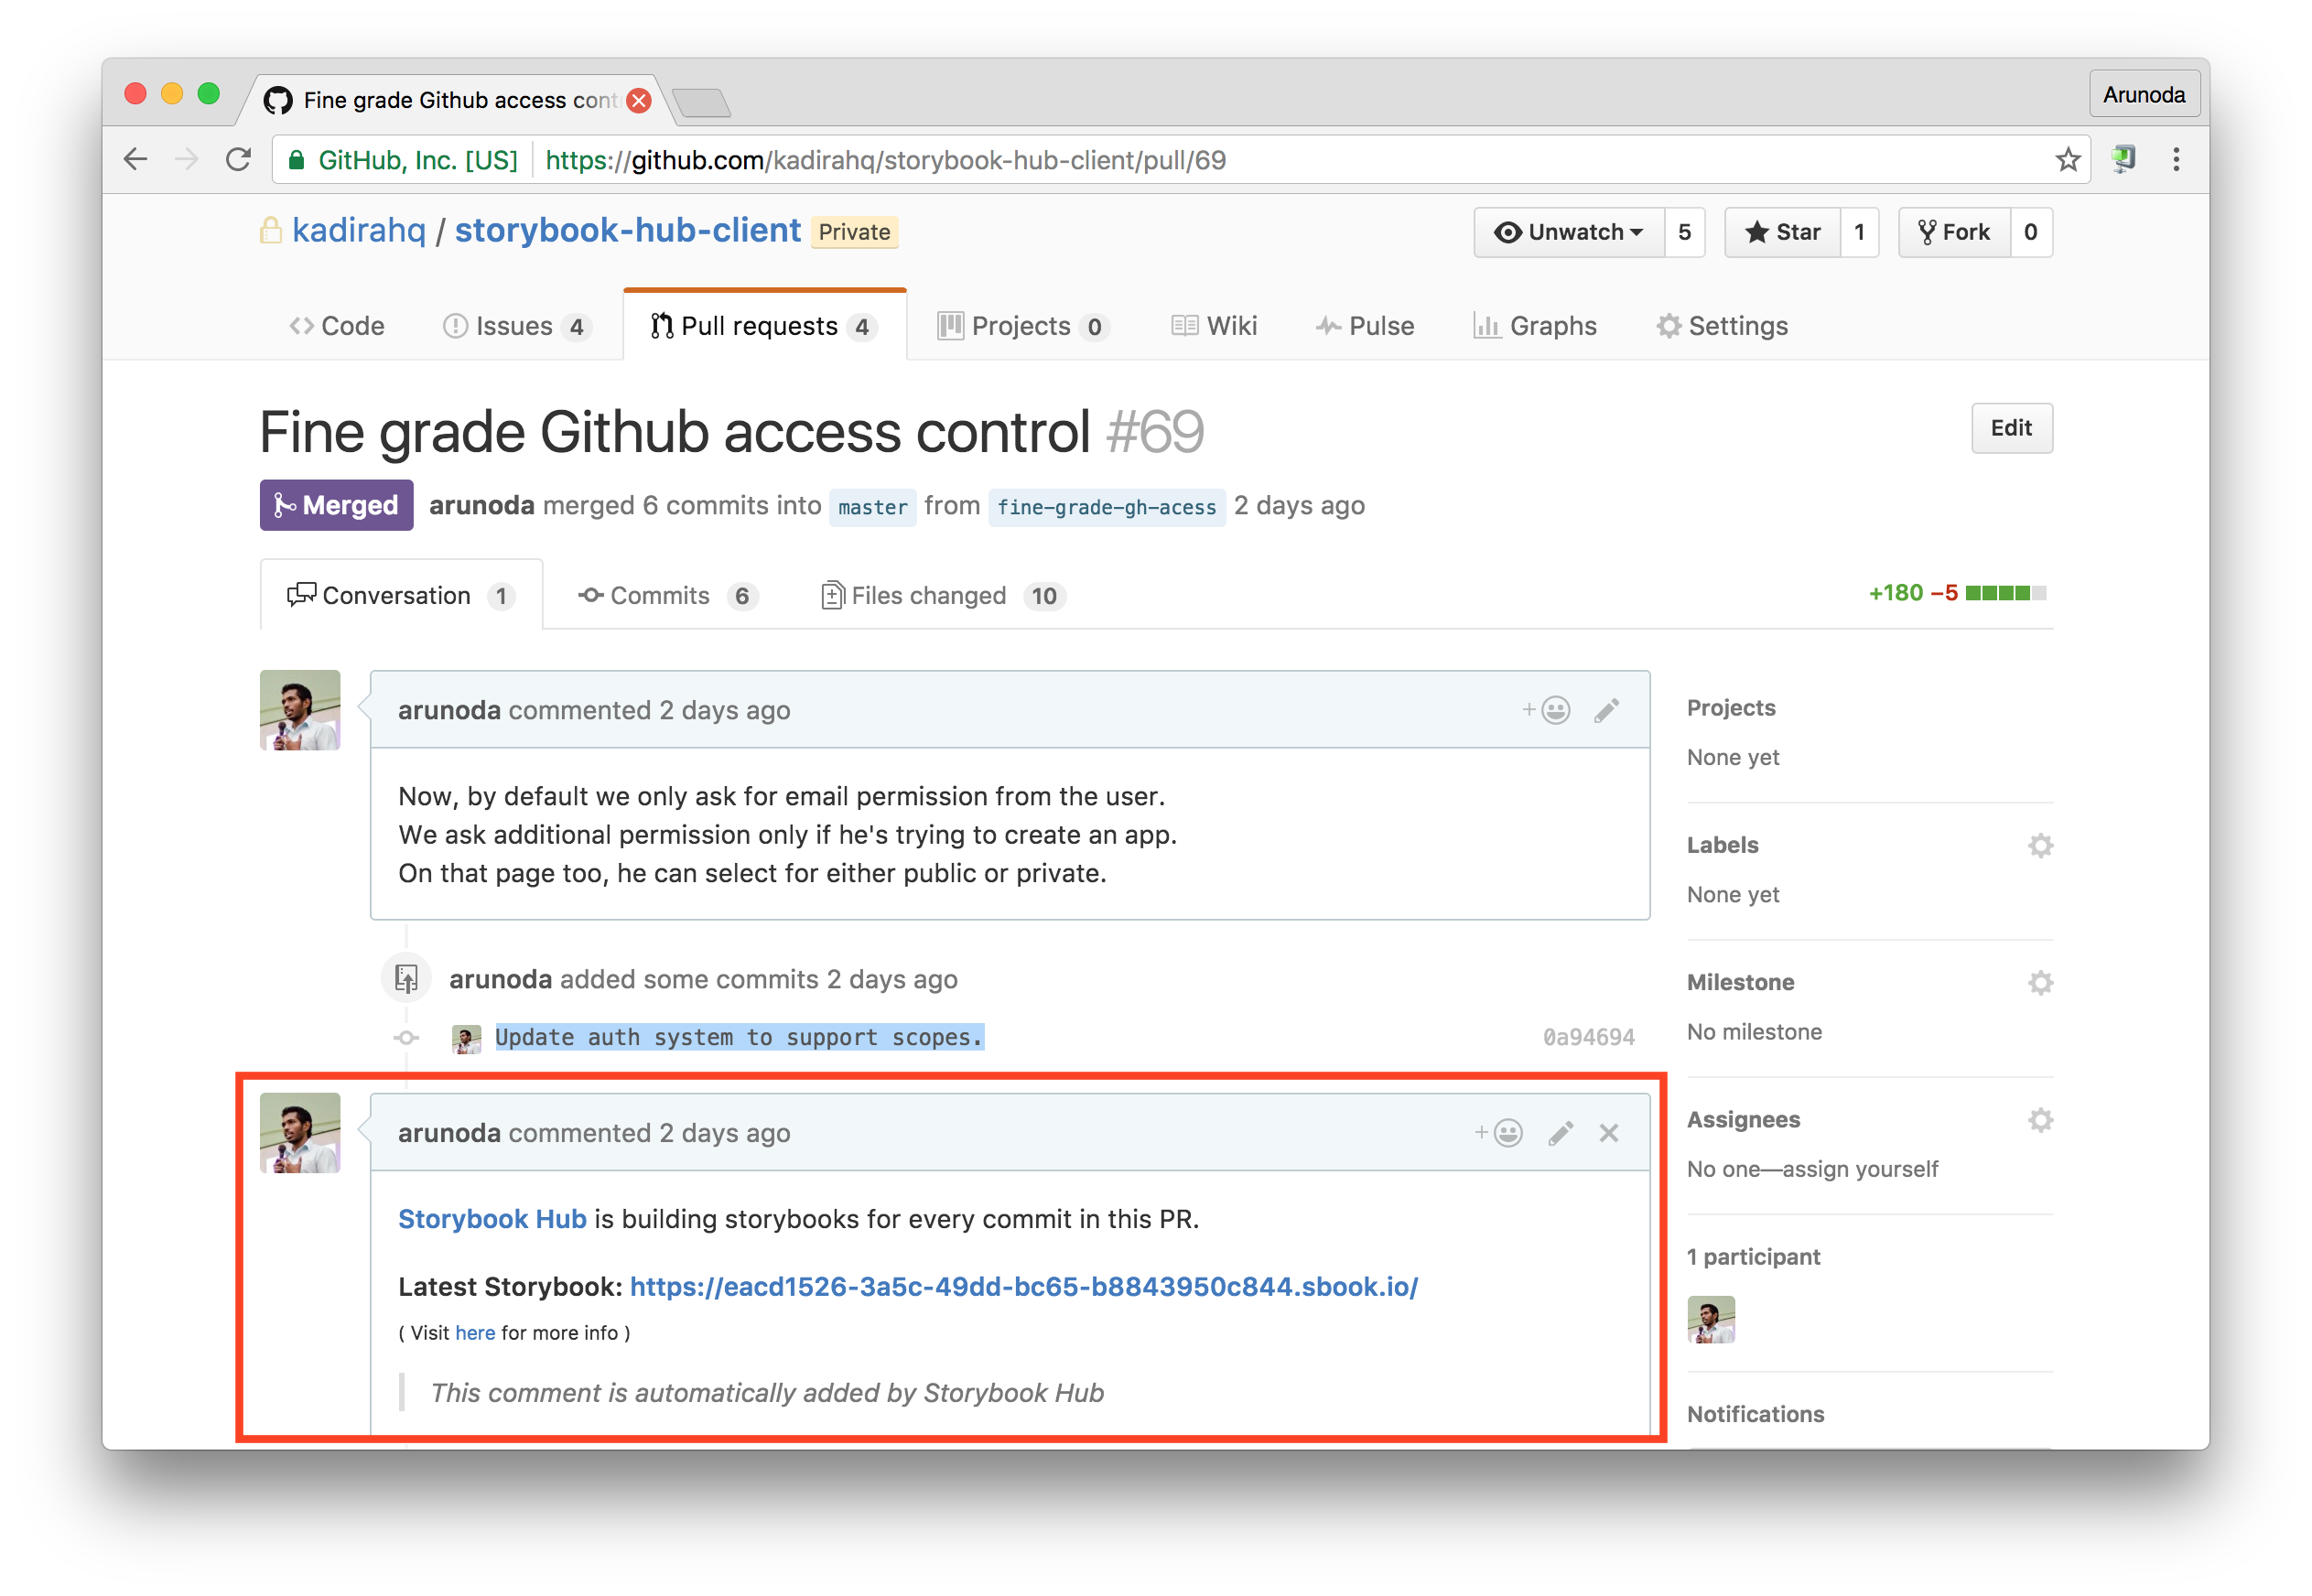 Fine grade Github access cont
Arunoda
GitHub, Inc. [US] https://github.com/kadirahq/storybook-hub-client/pull/69
kadirahq / storybook-hub-client Private
Unwatch 5 Star 1 Fork 0
Code Issues 4 Pull requests 4 Projects 0 Wiki Pulse Graphs Settings
Fine grade Github access control #69
Edit
Merged arunoda merged 6 commits into master from fine-grade-gh-acess 2 days ago
Conversation 1 Commits 6 Files changed 10 +180 −5
arunoda commented 2 days ago
Now, by default we only ask for email permission from the user.
We ask additional permission only if he's trying to create an app.
On that page too, he can select for either public or private.
arunoda added some commits 2 days ago
Update auth system to support scopes. 0a94694
arunoda commented 2 days ago
Storybook Hub is building storybooks for every commit in this PR.
Latest Storybook: https://eacd1526-3a5c-49dd-bc65-b8843950c844.sbook.io/
( Visit here for more info )
This comment is automatically added by Storybook Hub
Projects
None yet
Labels
None yet
Milestone
No milestone
Assignees
No one—assign yourself
1 participant
Notifications